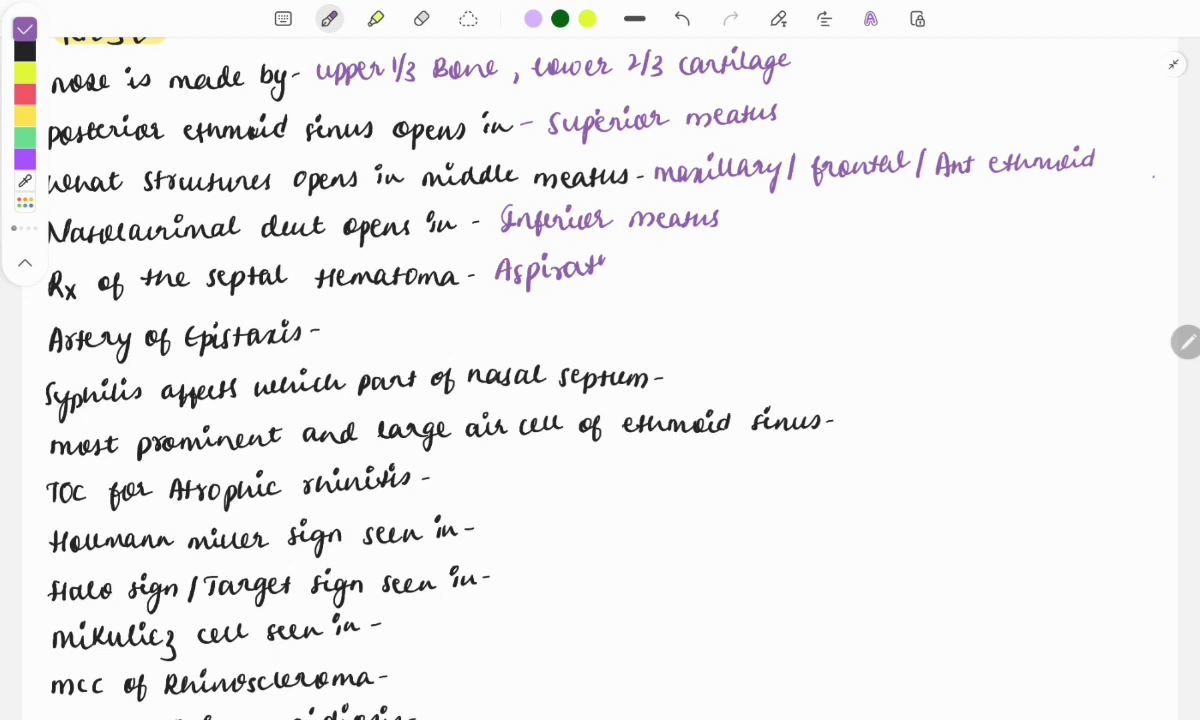 nose is made by- upper 1/3 Bone, Lower 2/3 cartilage
posterior ethmoid sinus opens in- Superior meatus
what structures opens in middle meatus- maxillary/ frontal/ Ant ethmoid
Nasolacrimal duct opens in - Inferior meatus
Rx of the septal Hematoma- Aspirat
Artery of Epistaxis-
Syphilis affects which part of nasal septum-
most prominent and large air cell of ethmoid sinus-
TOC for Atrophic rhinitis-
Hollmann miller sign seen in-
Halo sign/Target sign seen in-
Mikulicz cell seen in-
mcc of Rhinoscleroma-